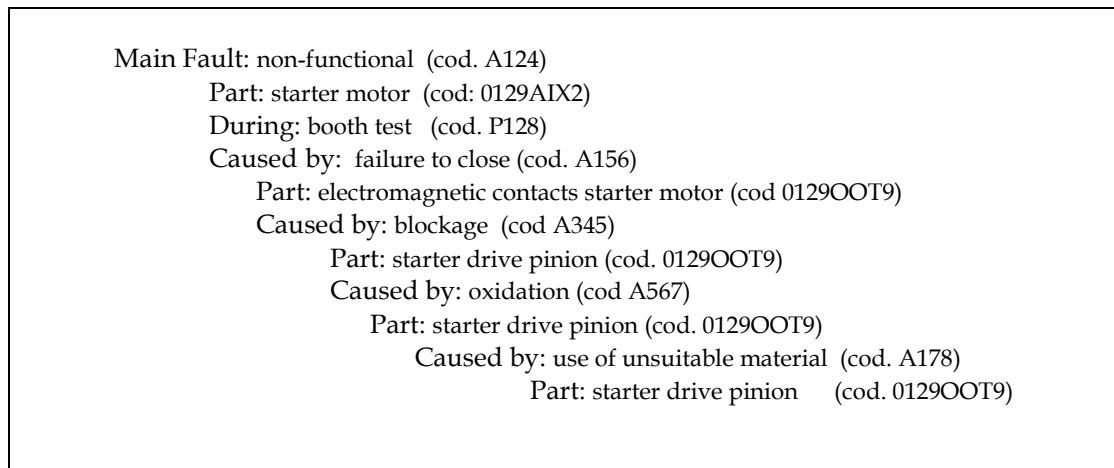 Main Fault: non-functional (cod. A124)
Part: starter motor (cod: 0129AIX2)
During: booth test (cod. P128)
Caused by: failure to close (cod. A156)
Part: electromagnetic contacts starter motor (cod 0129OOT9)
Caused by: blockage (cod A345)
Part: starter drive pinion (cod. 0129OOT9)
Caused by: oxidation (cod A567)
Part: starter drive pinion (cod. 0129OOT9)
Caused by: use of unsuitable material (cod. A178)
Part: starter drive pinion (cod. 0129OOT9)